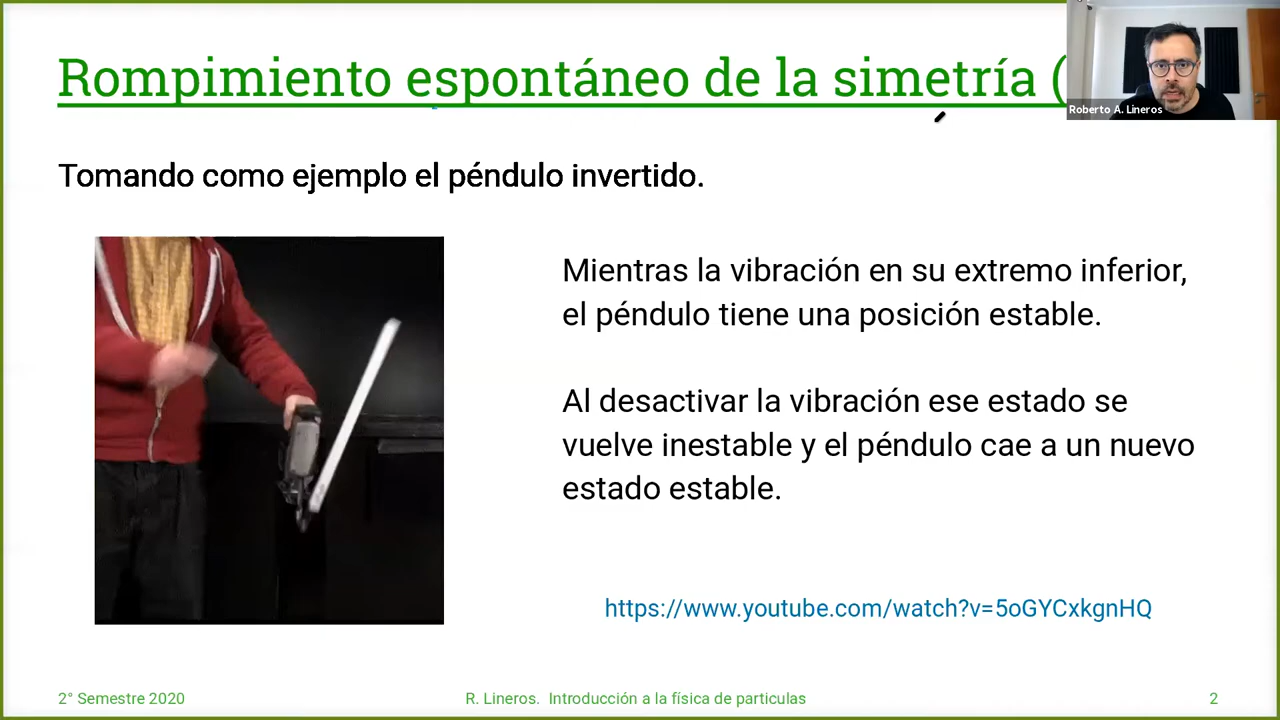 Rompimiento espontáneo de la simetría (
Roberto A. Lineros
Tomando como ejemplo el péndulo invertido.
Mientras la vibración en su extremo inferior,
el péndulo tiene una posición estable.
Al desactivar la vibración ese estado se
vuelve inestable y el péndulo cae a un nuevo
estado estable.
https://www.youtube.com/watch?v=5oGYCxkgnHQ
2° Semestre 2020
R. Lineros. Introducción a la física de particulas
2